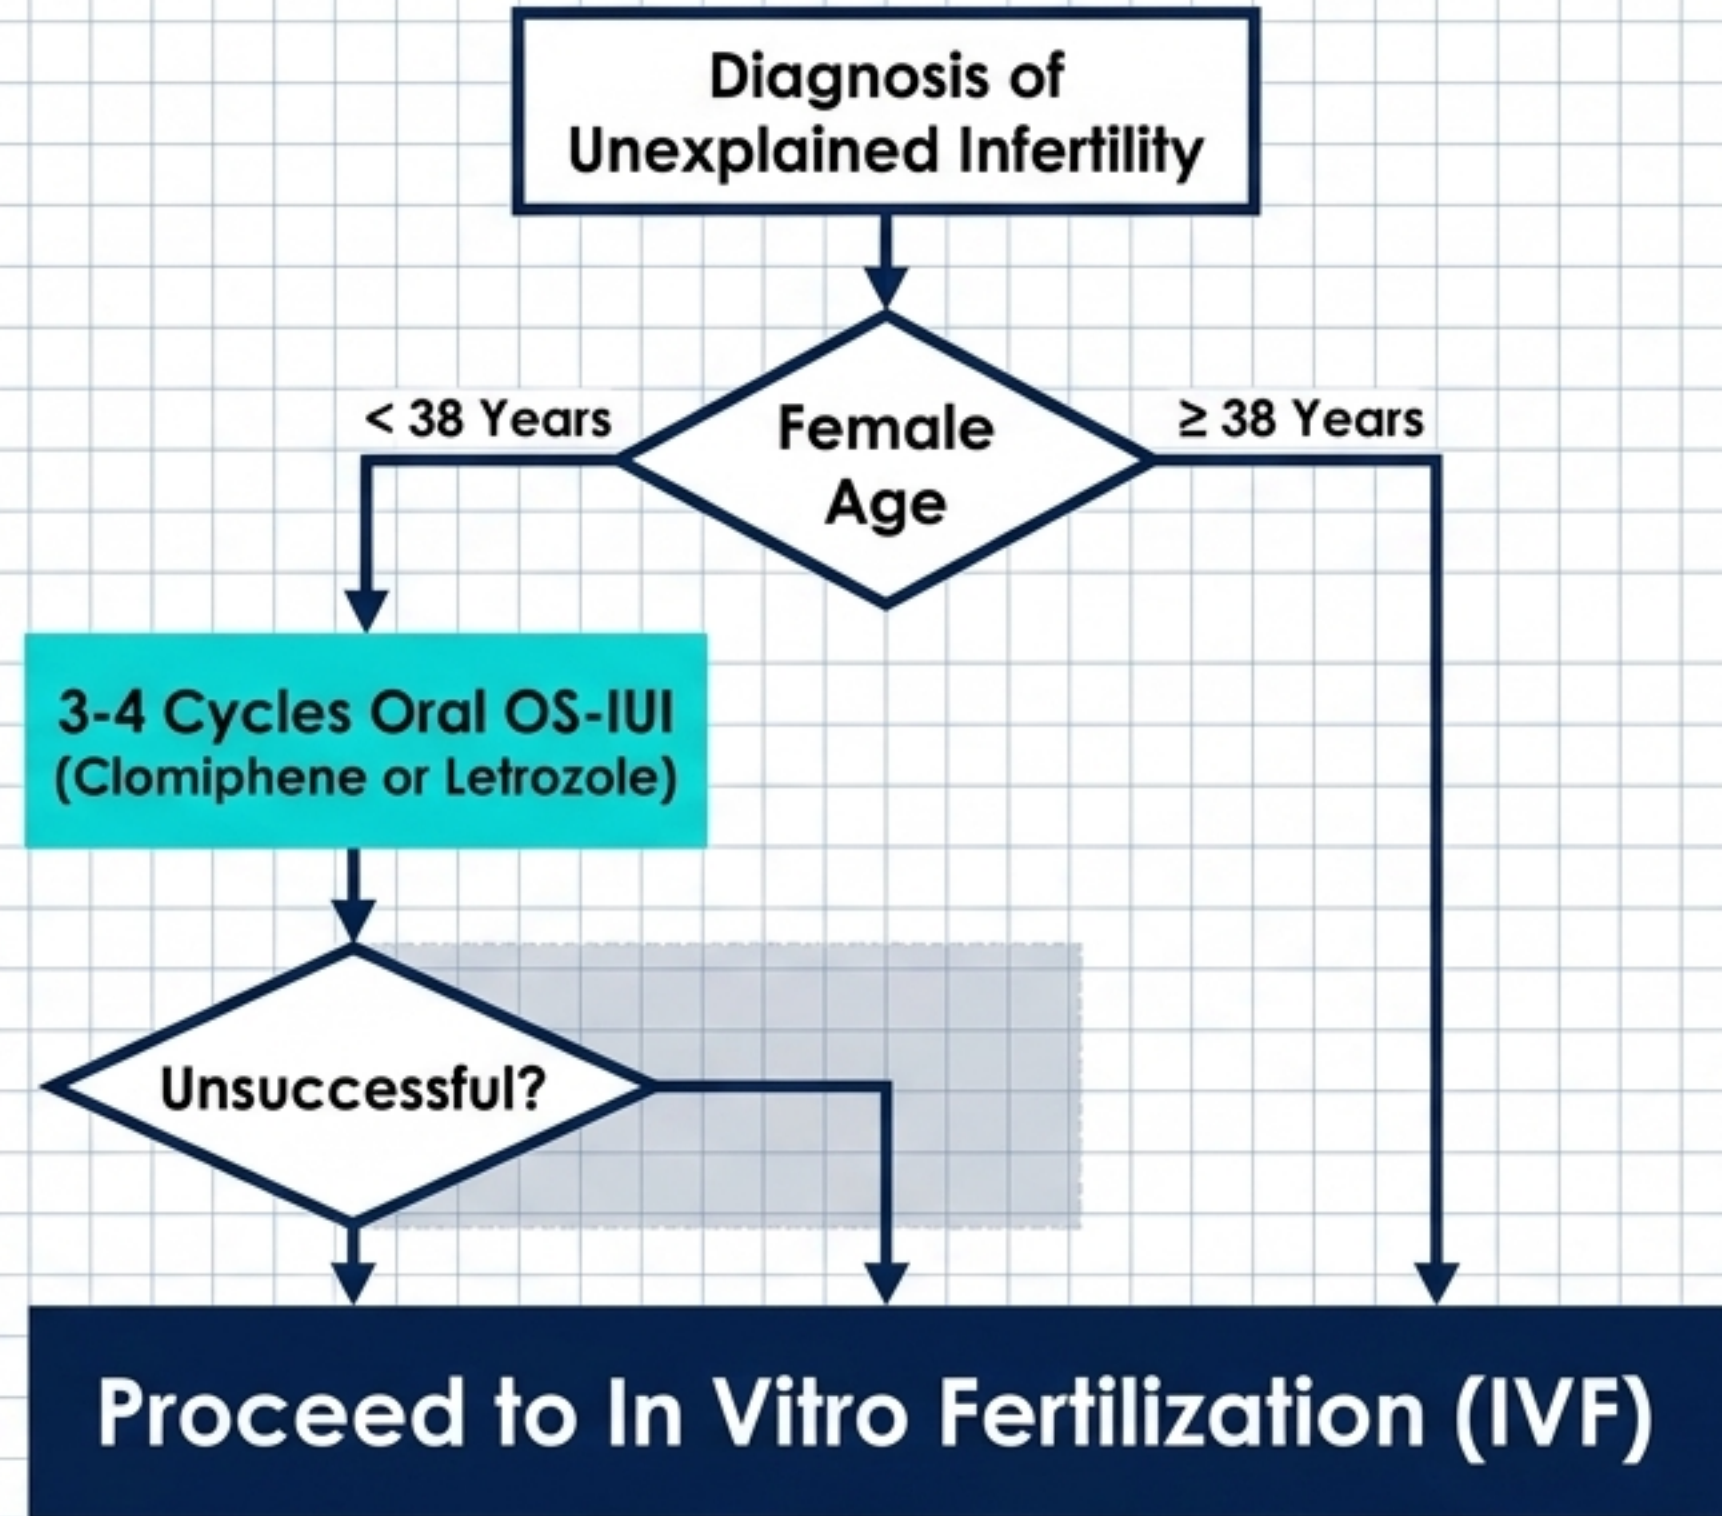 Diagnosis of
Unexplained Infertility
< 38 Years
≥ 38 Years
Female
Age
3-4 Cycles Oral OS-IUI
(Clomiphene or Letrozole)
Unsuccessful?
Proceed to In Vitro Fertilization (IVF)